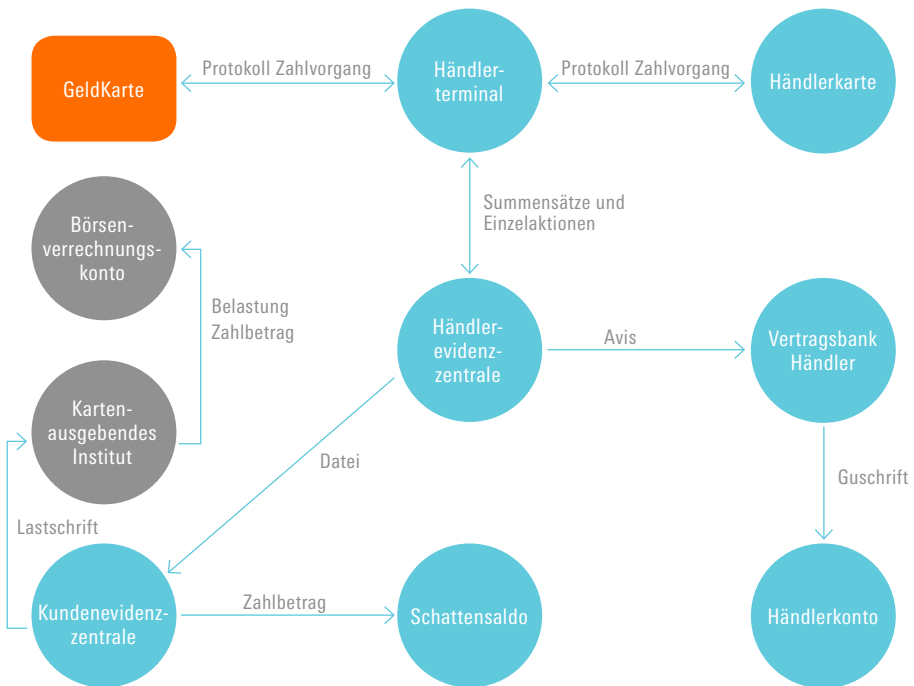 GeldKarte
Protokoll Zahlvorgang
Händler-
terminal
Protokoll Zahlvorgang
Händlerkarte
Summensätze und
Einzelaktionen
Börsen-
verrechnungs-
konto
Belastung
Zahlbetrag
Händler-
evidenz-
zentrale
Avis
Vertragsbank
Händler
Karten-
ausgebendes
Institut
Datei
Guschrift
Lastschrift
Kundenevidenz-
zentrale
Zahlbetrag
Schattensaldo
Händlerkonto